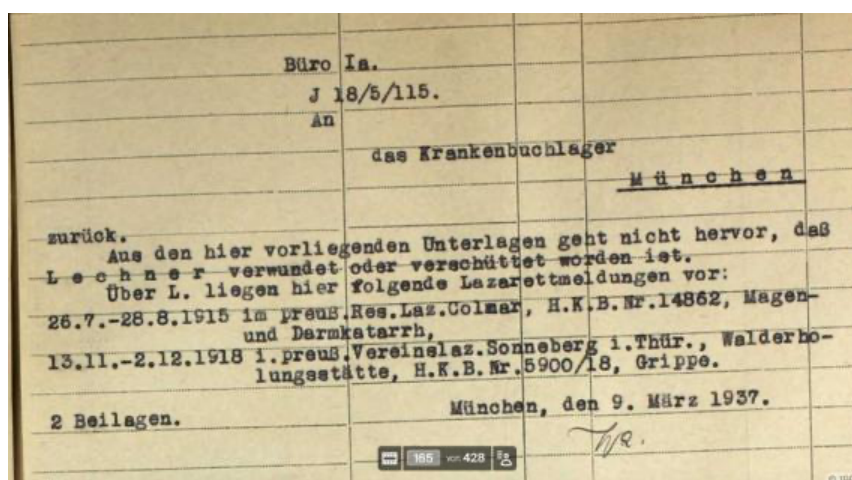 Büro Ia.
J 18/5/115.
An
das Krankenbuchlager
München
zurück.
Aus den hier vorliegenden Unterlagen geht nicht hervor, daß
Lechner verwundet oder verschüttet worden ist.
Über L. liegen hier folgende Lazarettmeldungen vor:
26.7.-28.8.1915 im preuß.Res.Laz.Colmar, H.K.B.Nr.14862, Magen-
und Darmkatarrh,
13.11.-2.12.1918 i.preuß.Vereinslaz.Sonneberg i.Thür., Walderho-
lungsstätte, H.K.B.Nr.5900/18, Grippe.
2 Beilagen.
München, den 9. März 1937.
165 von 428